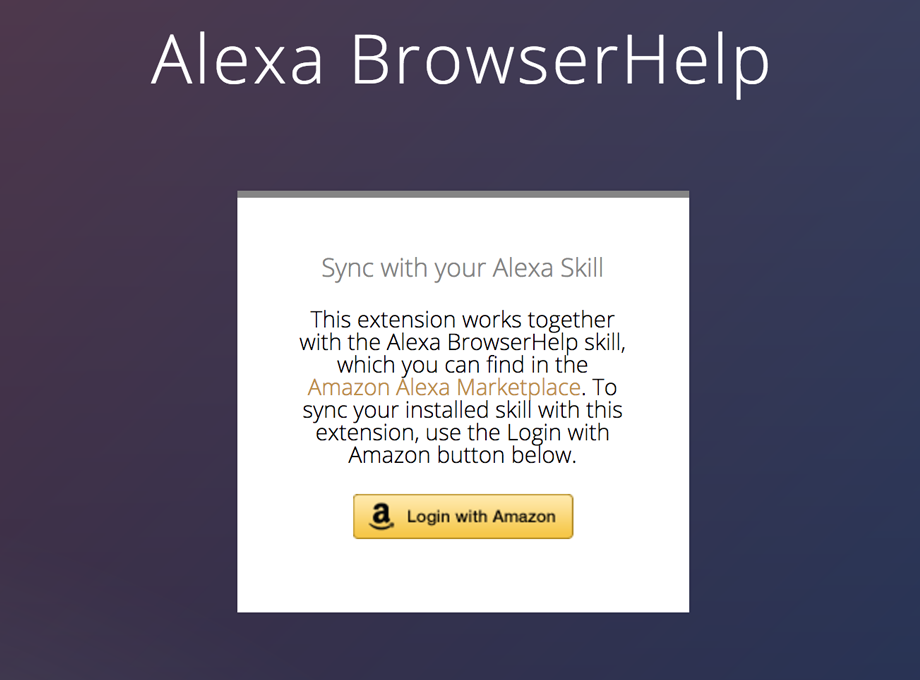 Alexa BrowserHelp
Sync with your Alexa Skill
This extension works together
with the Alexa BrowserHelp skill,
which you can find in the
Amazon Alexa Marketplace. To
sync your installed skill with this
extension, use the Login with
Amazon button below.
Login with Amazon